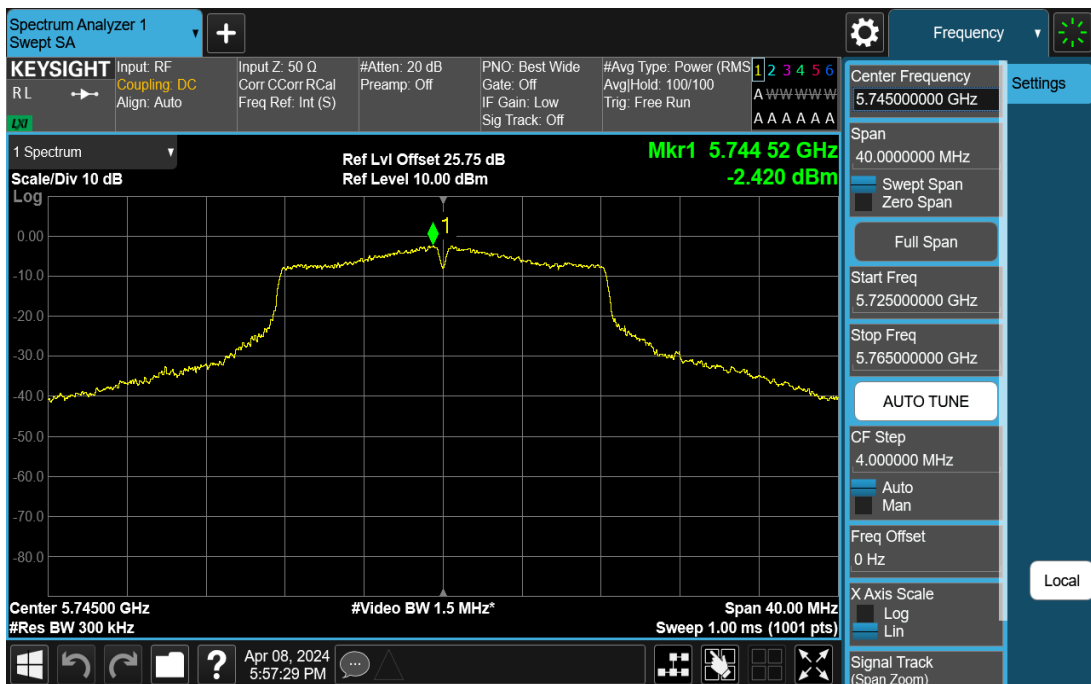 Spectrum Analyzer 1
Swept SA
+
Frequency
KEYSIGHT
RL
LXI
Input: RF
Coupling: DC
Align: Auto
Input Z: 50 Ω
Corr CCorr RCal
Freq Ref: Int (S)
#Atten: 20 dB
Preamp: Off
PNO: Best Wide
Gate: Off
IF Gain: Low
Sig Track: Off
#Avg Type: Power (RMS
Avg|Hold: 100/100
Trig: Free Run
1 2 3 4 5 6
A W W W W W
A A A A A A
1 Spectrum
Scale/Div 10 dB
Log
Ref Lvl Offset 25.75 dB
Ref Level 10.00 dBm
Mkr1 5.744 52 GHz
-2.420 dBm
1
0.00
-10.0
-20.0
-30.0
-40.0
-50.0
-60.0
-70.0
-80.0
Center 5.74500 GHz
#Res BW 300 kHz
#Video BW 1.5 MHz*
Span 40.00 MHz
Sweep 1.00 ms (1001 pts)
?
Apr 08, 2024
5:57:29 PM
Center Frequency
5.745000000 GHz
Settings
Span
40.0000000 MHz
Swept Span
Zero Span
Full Span
Start Freq
5.725000000 GHz
Stop Freq
5.765000000 GHz
AUTO TUNE
CF Step
4.000000 MHz
Auto
Man
Freq Offset
0 Hz
X Axis Scale
Log
Lin
Local
Signal Track
(Span Zoom)